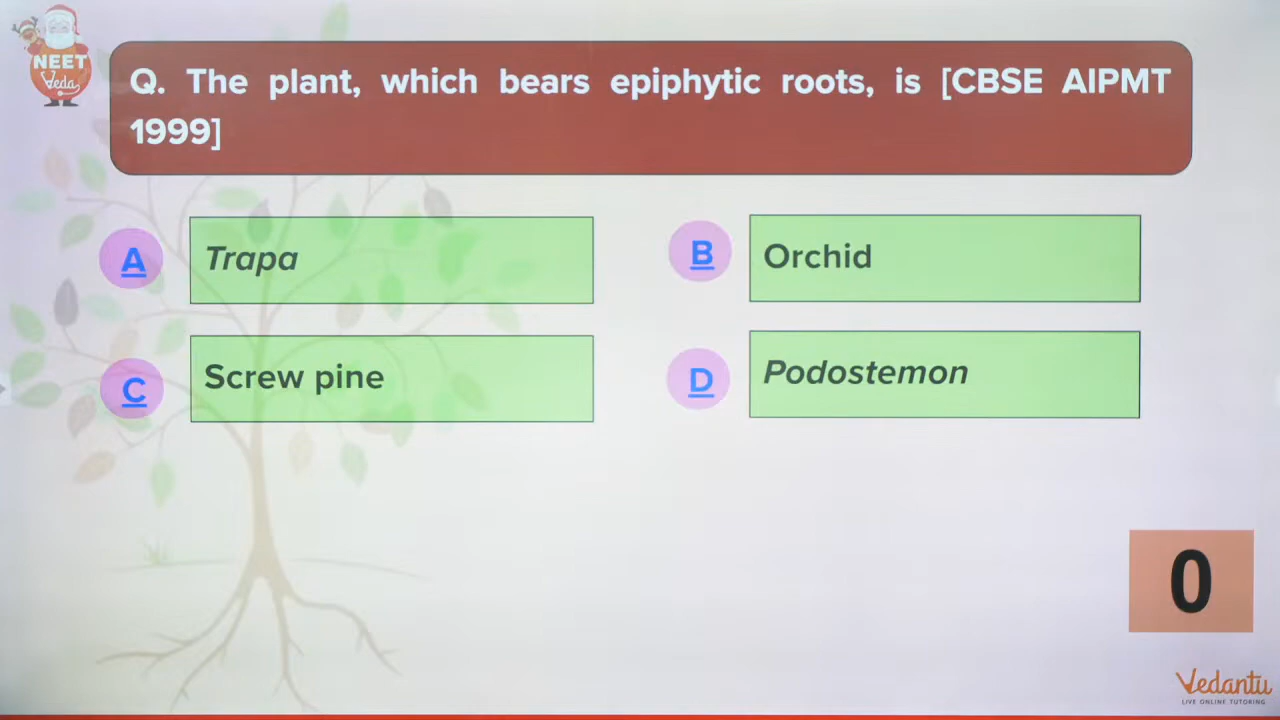 NEET
Veda
Q. The plant, which bears epiphytic roots, is [CBSE AIPMT
1999]
A Trapa
B Orchid
C Screw pine
D Podostemon
0
Vedantu
LIVE ONLINE TUTORING